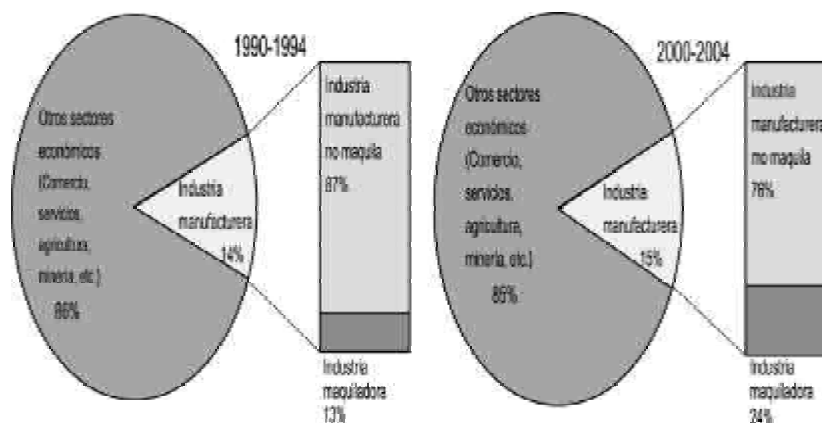 1990-1994
Otros sectores
económicos
(Comercio,
servicios,
agricultura,
minería, etc.)
86%
Industria
manufacturera
14%
Industria
manufacturera
no maquila
87%
Industria
maquiladora
13%
2000-2004
Otros sectores
económicos
(Comercio,
servicios,
agricultura,
minería, etc.)
85%
Industria
manufacturera
15%
Industria
manufacturera
no maquila
76%
Industria
maquiladora
24%